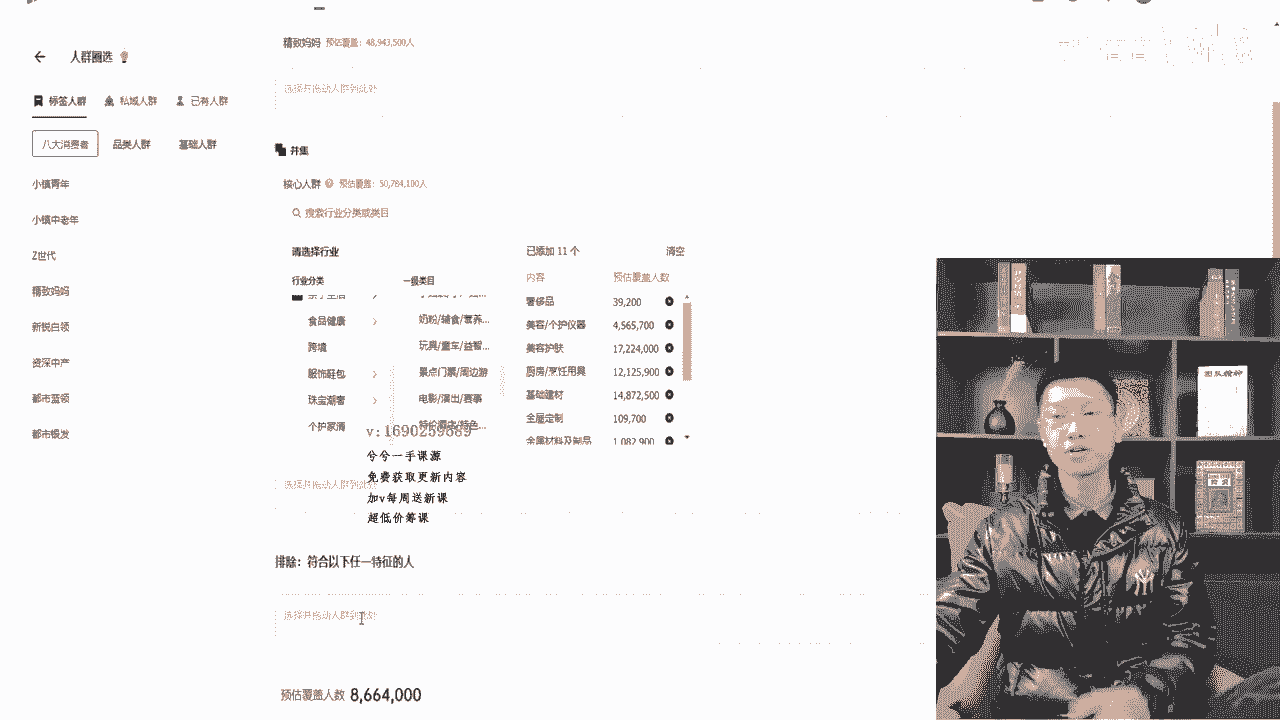 人群圈选
标签人群 私域人群 已有人群
八大消费者 品类人群 基础人群
小镇青年
小镇中老年
Z世代
精致妈妈
新锐白领
资深中产
都市蓝领
都市银发
精致妈妈 预估覆盖：48,943,500人
选择并拖动人群到此处
并集
核心人群 预估覆盖：50,784,100人
搜索行业分类或类目
请选择行业
行业分类 一级类目
奶粉/辅食/营养...
食品健康
玩具/童车/益智...
跨境
景点门票/周边游
服饰鞋包
电影/演出/赛事
珠宝潮奢
个护家清
已添加 11 个 清空
内容 预估覆盖人数
奢侈品 39,200
美容/个护仪器 4,565,700
美容护肤 17,224,000
厨房/烹饪用具 12,125,900
基础建材 14,872,500
全屋定制 109,700
金属材料及制品 1,082,900
v:1690259689
兮兮一手课源
免费获取更新内容
加v每周送新课
超低价筹课
选择并拖动人群到此处
排除：符合以下任一特征的人
选择并拖动人群到此处
预估覆盖人数 8,664,000
团队精神